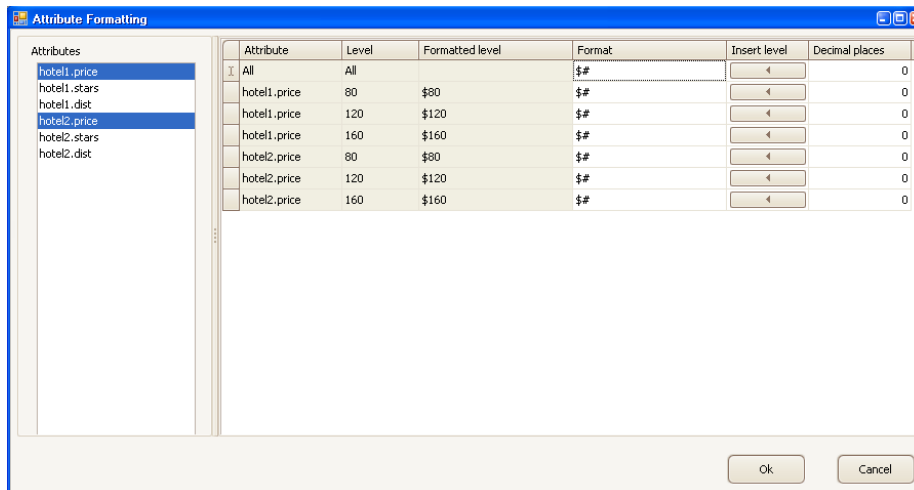 Attribute Formatting
Attributes
hotel1.price
hotel1.stars
hotel1.dist
hotel2.price
hotel2.stars
hotel2.dist
Attribute Level Formatted level Format Insert level Decimal places
All All $# 0
hotel1.price 80 $80 $# 0
hotel1.price 120 $120 $# 0
hotel1.price 160 $160 $# 0
hotel2.price 80 $80 $# 0
hotel2.price 120 $120 $# 0
hotel2.price 160 $160 $# 0
Ok Cancel